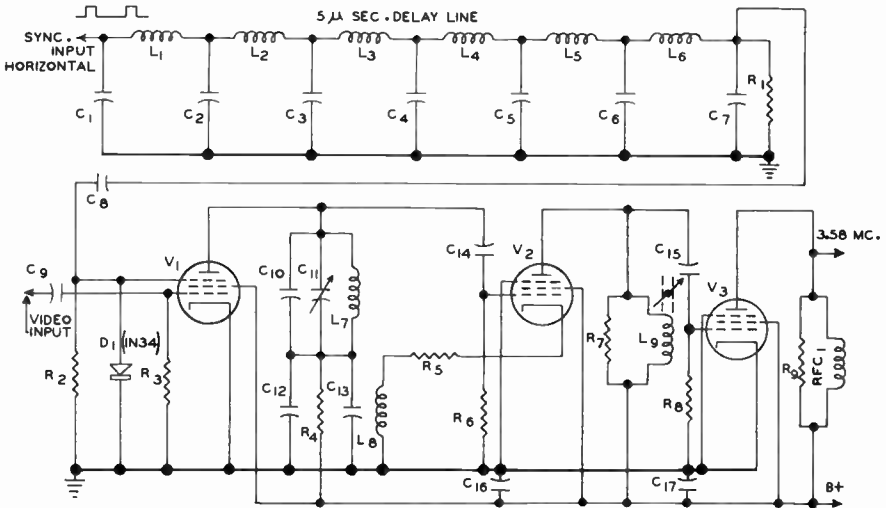 5 µ SEC. DELAY LINE
SYNC.
INPUT
HORIZONTAL
L1
L2
L3
L4
L5
L6
R1
C1
C2
C3
C4
C5
C6
C7
C8
C9
V1
C10
C11
L7
C14
V2
C15
V3
3.58 MC.
VIDEO
INPUT
D1 (IN34)
R2
R3
C12
R4
C13
L8
R5
R6
R7
L9
R8
R9
RFC1
C16
C17
B+